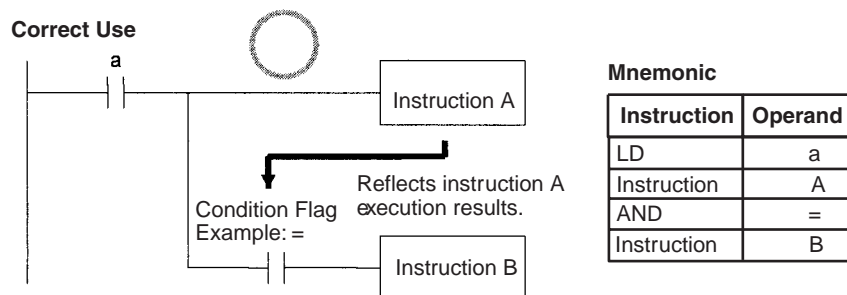 Correct Use
a
Instruction A
Reflects instruction A
execution results.
Condition Flag
Example: =
Instruction B
Mnemonic
Instruction Operand
LD a
Instruction A
AND =
Instruction B